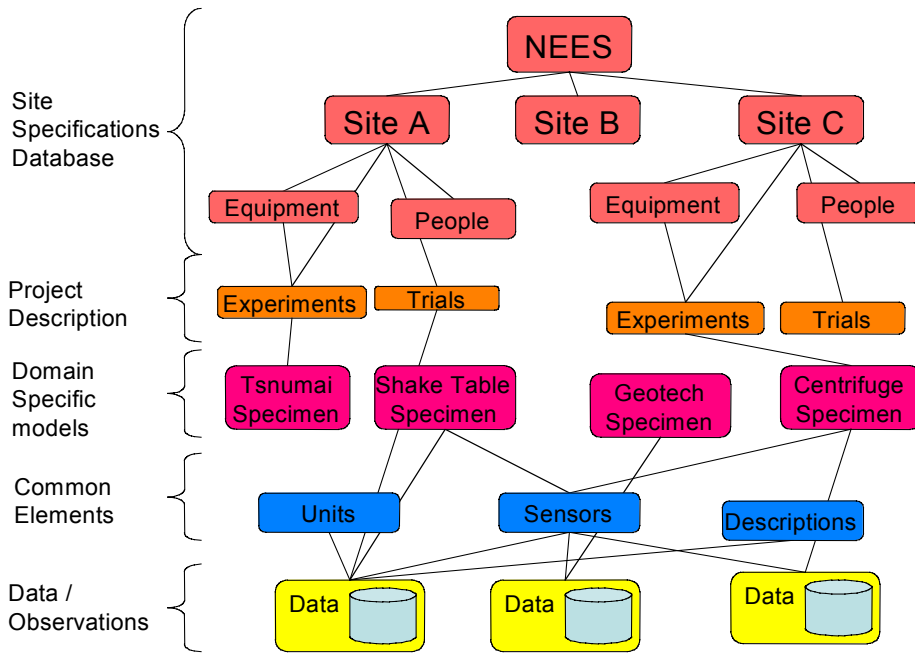 NEES
Site
Specifications
Database
Site A
Site B
Site C
Equipment
People
Equipment
People
Project
Description
Experiments
Trials
Experiments
Trials
Domain
Specific
models
Tsnumai
Specimen
Shake Table
Specimen
Geotech
Specimen
Centrifuge
Specimen
Common
Elements
Units
Sensors
Descriptions
Data /
Observations
Data
Data
Data